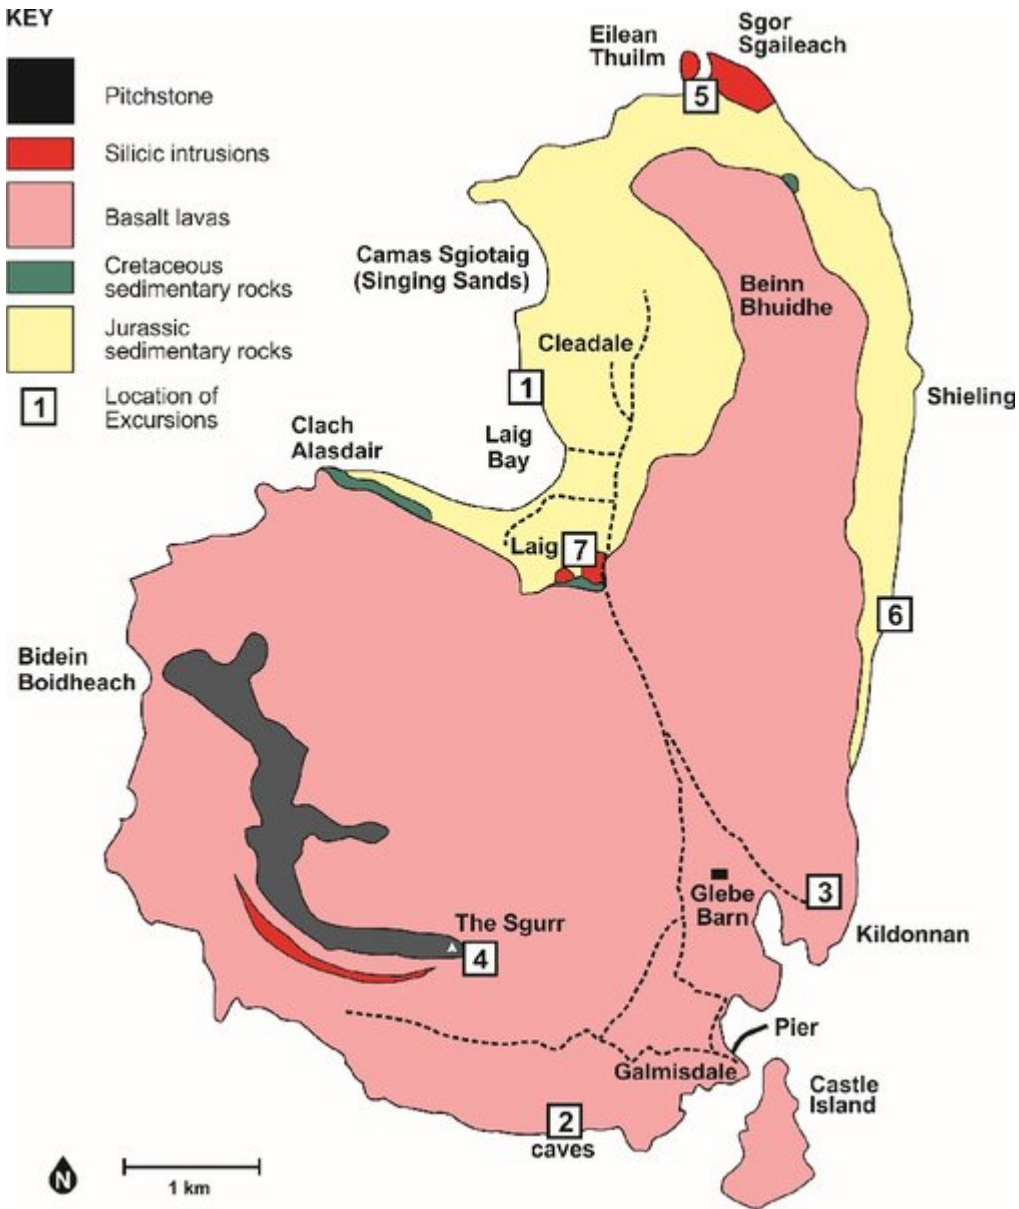 KEY
Pitchstone
Silicic intrusions
Basalt lavas
Cretaceous
sedimentary rocks
Jurassic
sedimentary rocks
1
Location of
Excursions
Eilean
Thuilm
Sgor
Sgaileach
5
Camas Sgiotaig
(Singing Sands)
Beinn
Bhuidhe
Cleadale
1
Shieling
Clach
Alasdair
Laig
Bay
Laig
7
6
Bidein
Boidheach
Glebe
Barn
3
The Sgurr
4
Kildonnan
Pier
Galmisdale
Castle
Island
2
caves
N
1 km